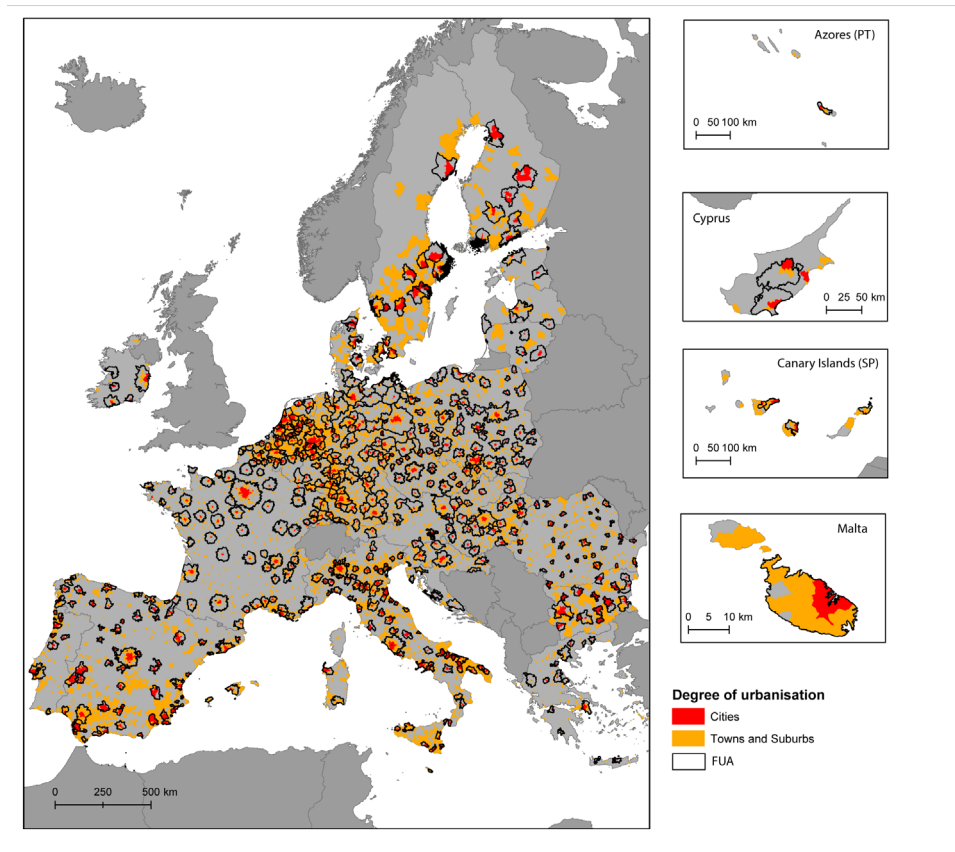 Azores (PT)
0 50 100 km
Cyprus
0 25 50 km
Canary Islands (SP)
0 50 100 km
Malta
0 5 10 km
Degree of urbanisation
Cities
Towns and Suburbs
FUA
0 250 500 km